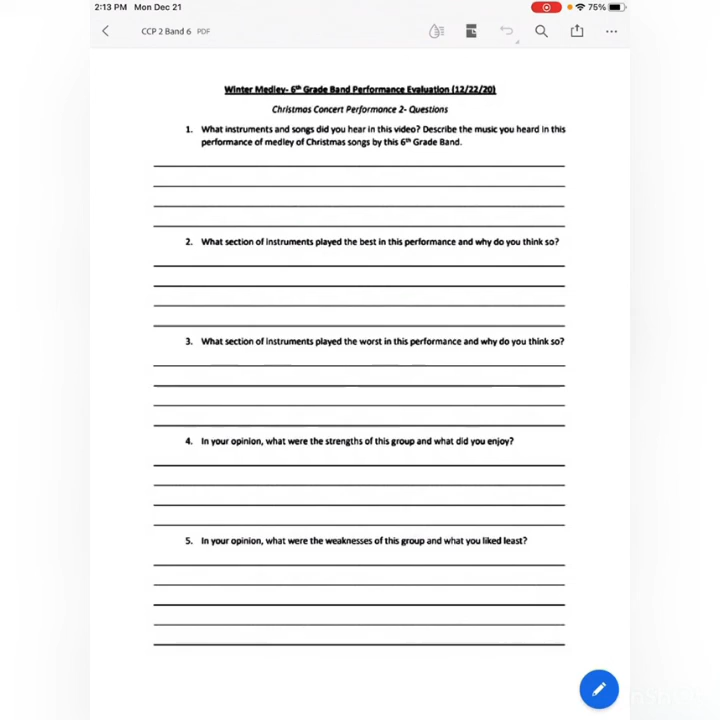 2:13 PM Mon Dec 21
75%
CCP 2 Band 6 PDF
Winter Medley- 6th Grade Band Performance Evaluation (12/22/20)
Christmas Concert Performance 2- Questions
1. What instruments and songs did you hear in this video? Describe the music you heard in this
performance of medley of Christmas songs by this 6th Grade Band.
2. What section of instruments played the best in this performance and why do you think so?
3. What section of instruments played the worst in this performance and why do you think so?
4. In your opinion, what were the strengths of this group and what did you enjoy?
5. In your opinion, what were the weaknesses of this group and what you liked least?